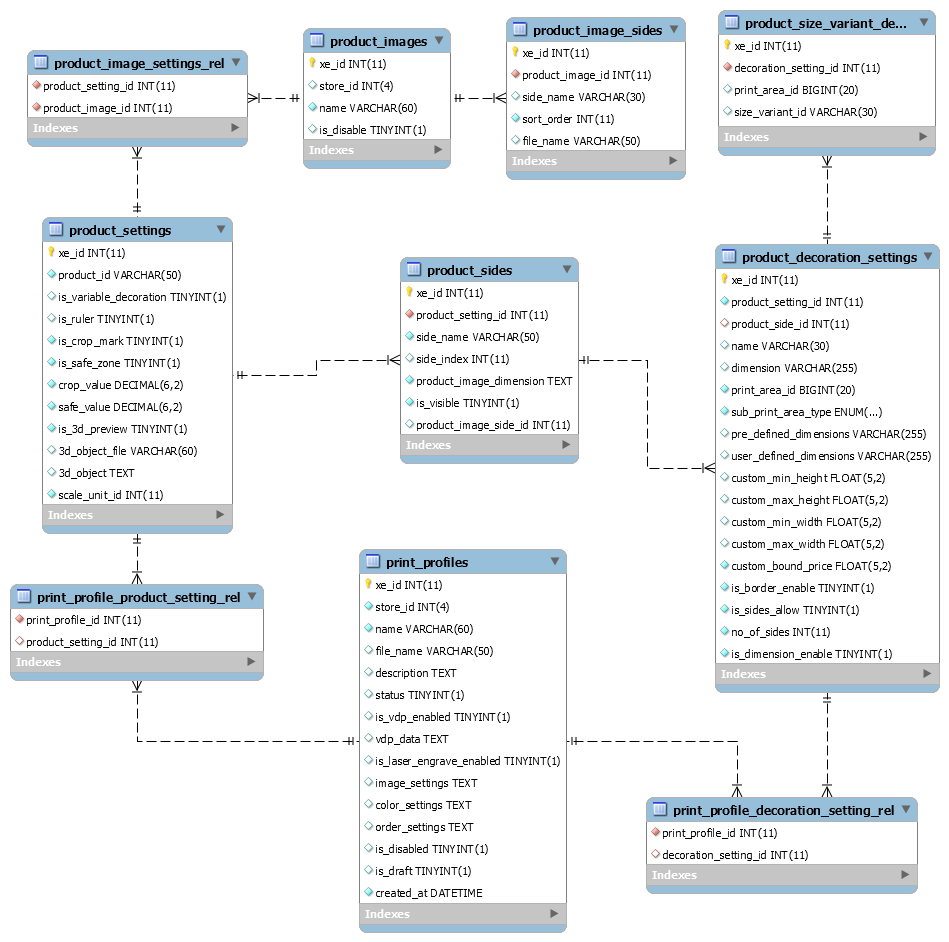 product_image_settings_rel
product_setting_id INT(11)
product_image_id INT(11)
Indexes
product_images
xe_id INT(11)
store_id INT(4)
name VARCHAR(60)
is_disable TINYINT(1)
Indexes
product_image_sides
xe_id INT(11)
product_image_id INT(11)
side_name VARCHAR(30)
sort_order INT(11)
file_name VARCHAR(50)
Indexes
product_size_variant_de...
xe_id INT(11)
decoration_setting_id INT(11)
print_area_id BIGINT(20)
size_variant_id VARCHAR(30)
Indexes
product_settings
xe_id INT(11)
product_id VARCHAR(50)
is_variable_decoration TINYINT(1)
is_ruler TINYINT(1)
is_crop_mark TINYINT(1)
is_safe_zone TINYINT(1)
crop_value DECIMAL(6,2)
safe_value DECIMAL(6,2)
is_3d_preview TINYINT(1)
3d_object_file VARCHAR(60)
3d_object TEXT
scale_unit_id INT(11)
Indexes
product_sides
xe_id INT(11)
product_setting_id INT(11)
side_name VARCHAR(50)
side_index INT(11)
product_image_dimension TEXT
is_visible TINYINT(1)
product_image_side_id INT(11)
Indexes
product_decoration_settings
xe_id INT(11)
product_setting_id INT(11)
product_side_id INT(11)
name VARCHAR(30)
dimension VARCHAR(255)
print_area_id BIGINT(20)
sub_print_area_type ENUM(...)
pre_defined_dimensions VARCHAR(255)
user_defined_dimensions VARCHAR(255)
custom_min_height FLOAT(5,2)
custom_max_height FLOAT(5,2)
custom_min_width FLOAT(5,2)
custom_max_width FLOAT(5,2)
custom_bound_price FLOAT(5,2)
is_border_enable TINYINT(1)
is_sides_allow TINYINT(1)
no_of_sides INT(11)
is_dimension_enable TINYINT(1)
Indexes
print_profile_product_setting_rel
print_profile_id INT(11)
product_setting_id INT(11)
Indexes
print_profiles
xe_id INT(11)
store_id INT(4)
name VARCHAR(60)
file_name VARCHAR(50)
description TEXT
status TINYINT(1)
is_vdp_enabled TINYINT(1)
vdp_data TEXT
is_laser_engrave_enabled TINYINT(1)
image_settings TEXT
color_settings TEXT
order_settings TEXT
is_disabled TINYINT(1)
is_draft TINYINT(1)
created_at DATETIME
Indexes
print_profile_decoration_setting_rel
print_profile_id INT(11)
decoration_setting_id INT(11)
Indexes